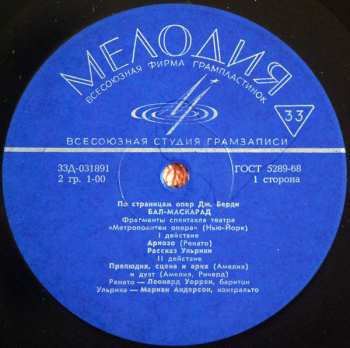 МЕЛОДИЯ
ВСЕСОЮЗНАЯ ФИРМА ГРАМПЛАСТИНОК
33
ВСЕСОЮЗНАЯ СТУДИЯ ГРАМЗАПИСИ
33Д-031891
ГОСТ 5289-68
2 гр. 1-00
1 сторона
По страницам опер Дж. Верди
БАЛ-МАСКАРАД
Фрагменты спектакля театра
«Метрополитен опера» (Нью-Йорк)
I действие
Ариозо (Ренато)
Рассказ Ульрики
II действие
Прелюдия, сцена и ария (Амелия)
и дуэт (Амелия, Ричард)
Ренато — Леонард Уоррен, баритон
Ульрика — Мариан Андерсон, контральто